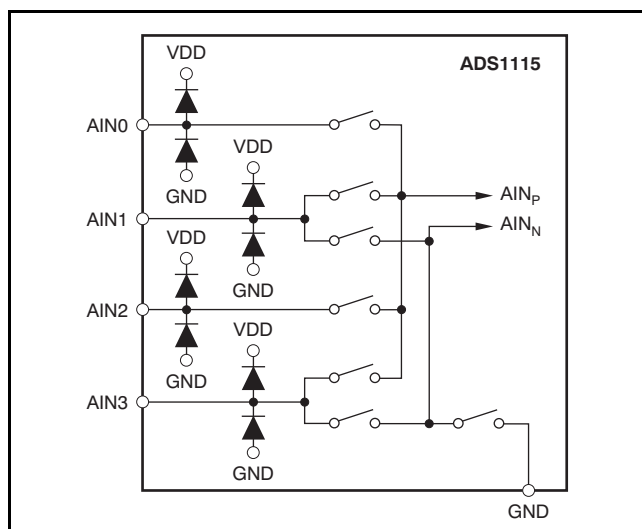 VDD
ADS1115
AIN0
VDD
GND
AINP
AIN1
AINN
VDD
GND
AIN2
VDD
GND
AIN3
GND
GND